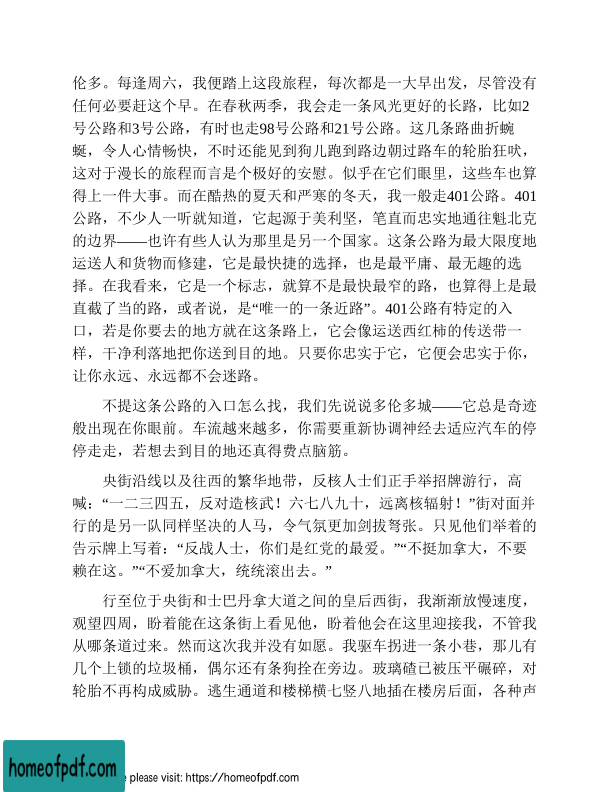 伦多。每逢周六，我便踏上这段旅程，每次都是一大早出发，尽管没有
任何必要赶这个早。在春秋两季，我会走一条风光更好的长路，比如2
号公路和3号公路，有时也走98号公路和21号公路。这几条路曲折蜿
蜒，令人心情畅快，不时还能见到狗儿跑到路边朝过路车的轮胎狂吠，
这对于漫长的旅程而言是个极好的安慰。似乎在它们眼里，这些车也算
得上一件大事。而在酷热的夏天和严寒的冬天，我一般走401公路。401
公路，不少人一听就知道，它起源于美利坚，笔直而忠实地通往魁北克
的边界——也许有些人认为那里是另一个国家。这条公路为最大限度地
运送人和货物而修建，它是最快捷的选择，也是最平庸、最无趣的选
择。在我看来，它是一个标志，就算不是最快最窄的路，也算得上是最
直截了当的路，或者说，是“唯一的一条近路”。401公路有特定的入
口，若是你要去的地方就在这条路上，它会像运送西红柿的传送带一
样，干净利落地把你送到目的地。只要你忠实于它，它便会忠实于你，
让你永远、永远都不会迷路。
不提这条公路的入口怎么找，我们先说说多伦多城——它总是奇迹
般出现在你眼前。车流越来越多，你需要重新协调神经去适应汽车的停
停走走，若想去到目的地还真得费点脑筋。
央街沿线以及往西的繁华地带，反核人士们正手举招牌游行，高
喊：“一二三四五，反对造核武！六七八九十，远离核辐射！”街对面并
行的是另一队同样坚决的人马，令气氛更加剑拔弩张。只见他们举着的
告示牌上写着：“反战人士，你们是红党的最爱。”“不挺加拿大，不要
赖在这。”“不爱加拿大，统统滚出去。”
行至位于央街和士巴丹拿大道之间的皇后西街，我渐渐放慢速度，
观望四周，盼着能在这条街上看见他，盼着他会在这里迎接我，不管我
从哪条道过来。然而这次我并没有如愿。我驱车拐进一条小巷，那儿有
几个上锁的垃圾桶，偶尔还有条狗拴在旁边。玻璃碴已被压平碾碎，对
轮胎不再构成威胁。逃生通道和楼梯横七竖八地插在楼房后面，各种声
homeofpdf.com
e please visit: https://homeofpdf.com